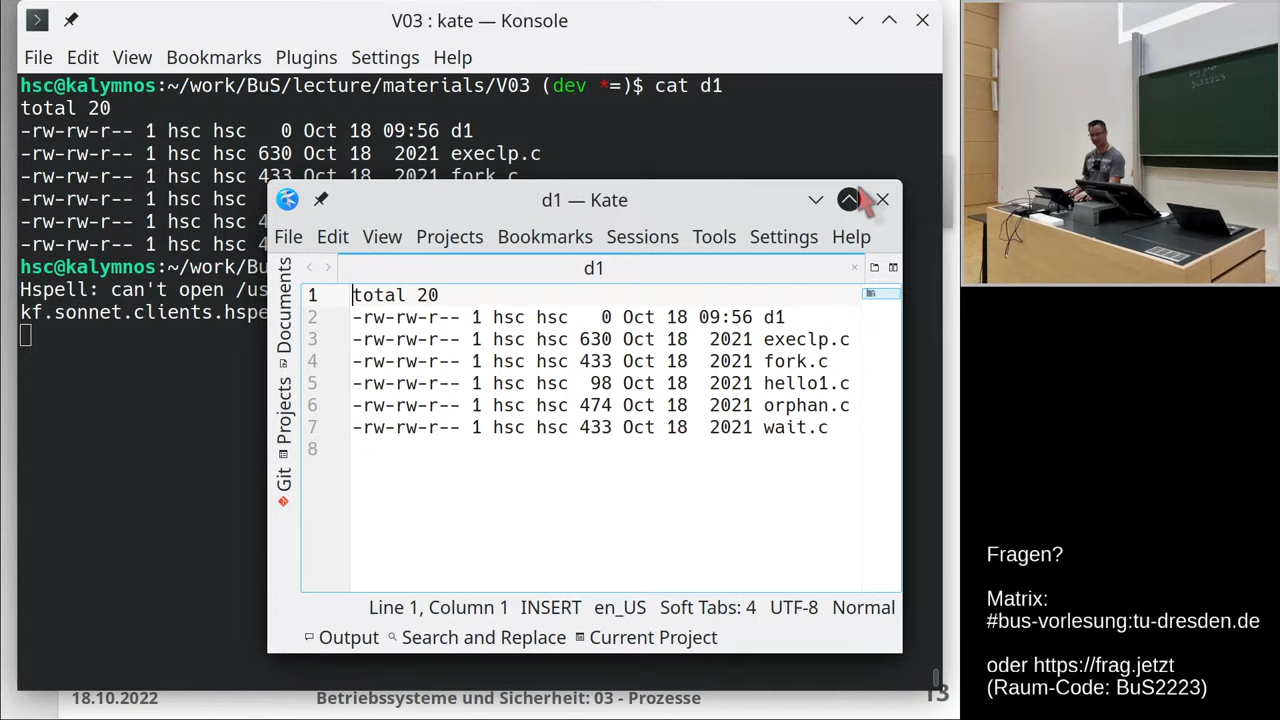 V03 : kate — Konsole
File Edit View Bookmarks Plugins Settings Help
hsc@kalymnos:~/work/BuS/lecture/materials/V03 (dev *=)$ cat d1
total 20
-rw-rw-r-- 1 hsc hsc   0 Oct 18 09:56 d1
-rw-rw-r-- 1 hsc hsc 630 Oct 18  2021 execlp.c
-rw-rw-r-- 1 hsc hsc 433 Oct 18  2021 fork.c
-rw-rw-r-- 1 hsc hsc
-rw-rw-r-- 1 hsc hsc 4
-rw-rw-r-- 1 hsc hsc 4
hsc@kalymnos:~/work/Bu
Hspell: can't open /us
kf.sonnet.clients.hspe
d1 — Kate
File Edit View Projects Bookmarks Sessions Tools Settings Help
d1
Documents
Projects
Git
1 total 20
2 -rw-rw-r-- 1 hsc hsc   0 Oct 18 09:56 d1
3 -rw-rw-r-- 1 hsc hsc 630 Oct 18  2021 execlp.c
4 -rw-rw-r-- 1 hsc hsc 433 Oct 18  2021 fork.c
5 -rw-rw-r-- 1 hsc hsc  98 Oct 18  2021 hello1.c
6 -rw-rw-r-- 1 hsc hsc 474 Oct 18  2021 orphan.c
7 -rw-rw-r-- 1 hsc hsc 433 Oct 18  2021 wait.c
8
Line 1, Column 1 INSERT en_US Soft Tabs: 4 UTF-8 Normal
Output Search and Replace Current Project
18.10.2022 Betriebssysteme und Sicherheit: 03 - Prozesse 13
Fragen?
Matrix:
#bus-vorlesung:tu-dresden.de
oder https://frag.jetzt
(Raum-Code: BuS2223)